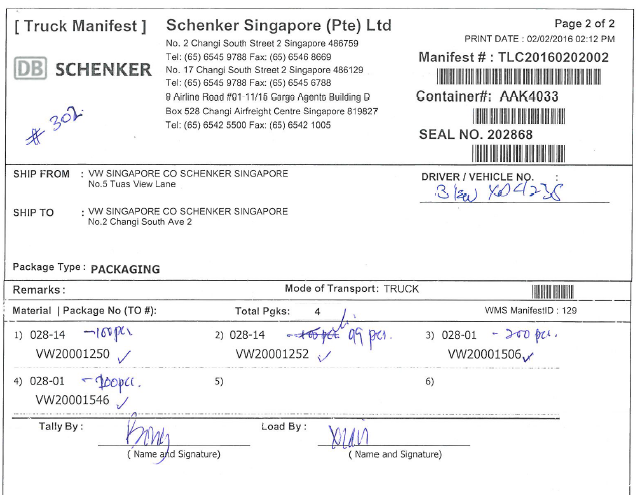 [ Truck Manifest ]
Schenker Singapore (Pte) Ltd
Page 2 of 2
PRINT DATE : 02/02/2016 02:12 PM
DB SCHENKER
No. 2 Changi South Street 2 Singapore 486759
Tel: (65) 6545 9788 Fax: (65) 6546 8669
No. 17 Changi South Street 2 Singapore 486129
Tel: (65) 6545 9788 Fax: (65) 6545 6788
9 Airline Road #01-11/15 Cargo Agents Building D
Box 528 Changi Airfreight Centre Singapore 819827
Tel: (65) 6542 5500 Fax: (65) 6542 1005
Manifest # : TLC20160202002
Container#: AAK4033
SEAL NO. 202868
# 302
SHIP FROM : VW SINGAPORE CO SCHENKER SINGAPORE
No.5 Tuas View Lane
DRIVER / VEHICLE NO. :
XD4238
SHIP TO : VW SINGAPORE CO SCHENKER SINGAPORE
No.2 Changi South Ave 2
Package Type : PACKAGING
Remarks: Mode of Transport: TRUCK
Material | Package No (TO #): Total Pgks: 4 WMS ManifestID : 129
1) 028-14 - 100pcs 2) 028-14 - 100pcs 99 pcs. 3) 028-01 - 200 pcs.
VW20001250 ✓ VW20001252 ✓ VW20001506 ✓
4) 028-01 - 200pcs. 5) 6)
VW20001546 ✓
Tally By : Load By :
( Name and Signature) ( Name and Signature)